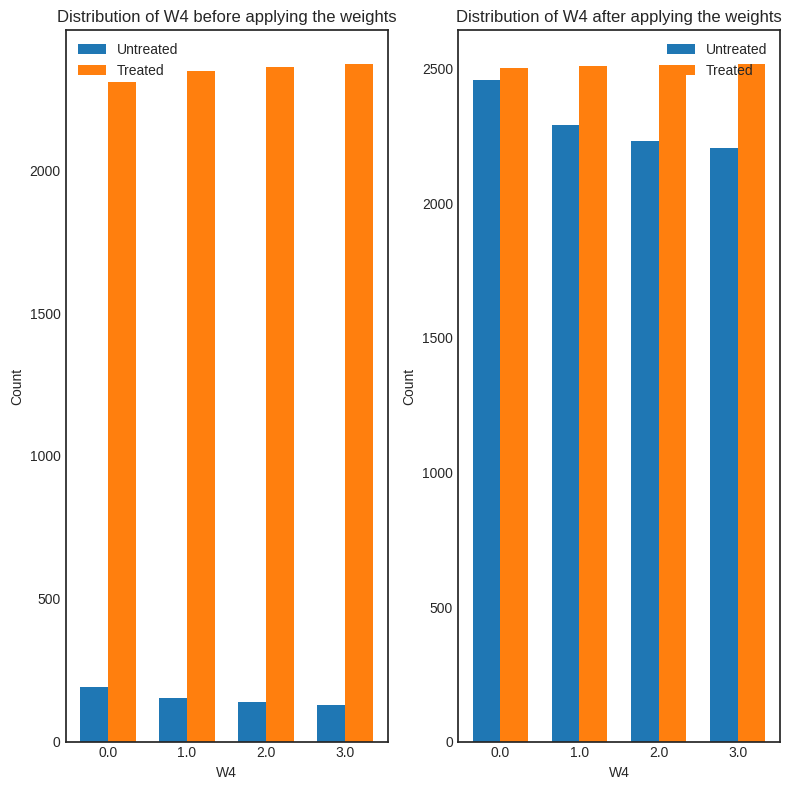 Distribution of W4 before applying the weights
Untreated
Treated
2000
1500
1000
500
0
Count
0.0 1.0 2.0 3.0
W4
Distribution of W4 after applying the weights
Untreated
Treated
2500
2000
1500
1000
500
0
Count
0.0 1.0 2.0 3.0
W4